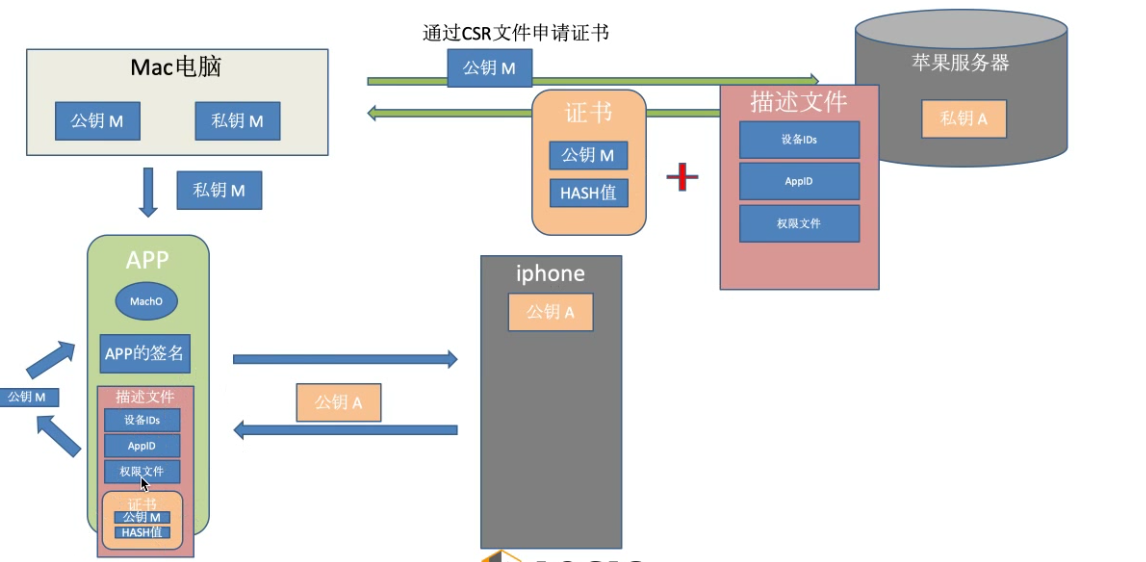 通过CSR文件申请证书
Mac电脑
公钥 M
私钥 M
公钥 M
苹果服务器
私钥 A
证书
公钥 M
HASH值
描述文件
设备IDs
AppID
权限文件
私钥 M
APP
MachO
APP的签名
公钥 M
描述文件
设备IDs
AppID
权限文件
证书
公钥 M
HASH值
iphone
公钥 A
公钥 A